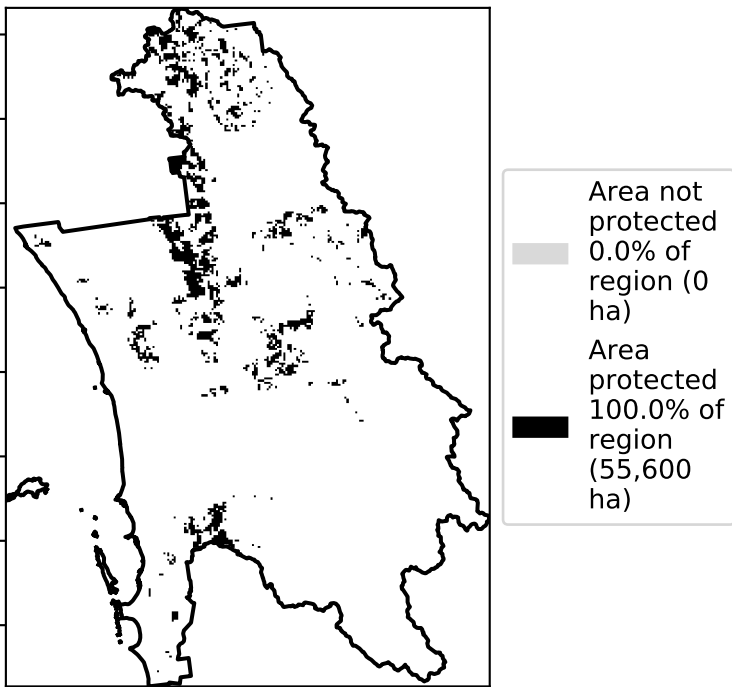 Area not
protected
0.0% of
region (0
ha)
Area
protected
100.0% of
region
(55,600
ha)